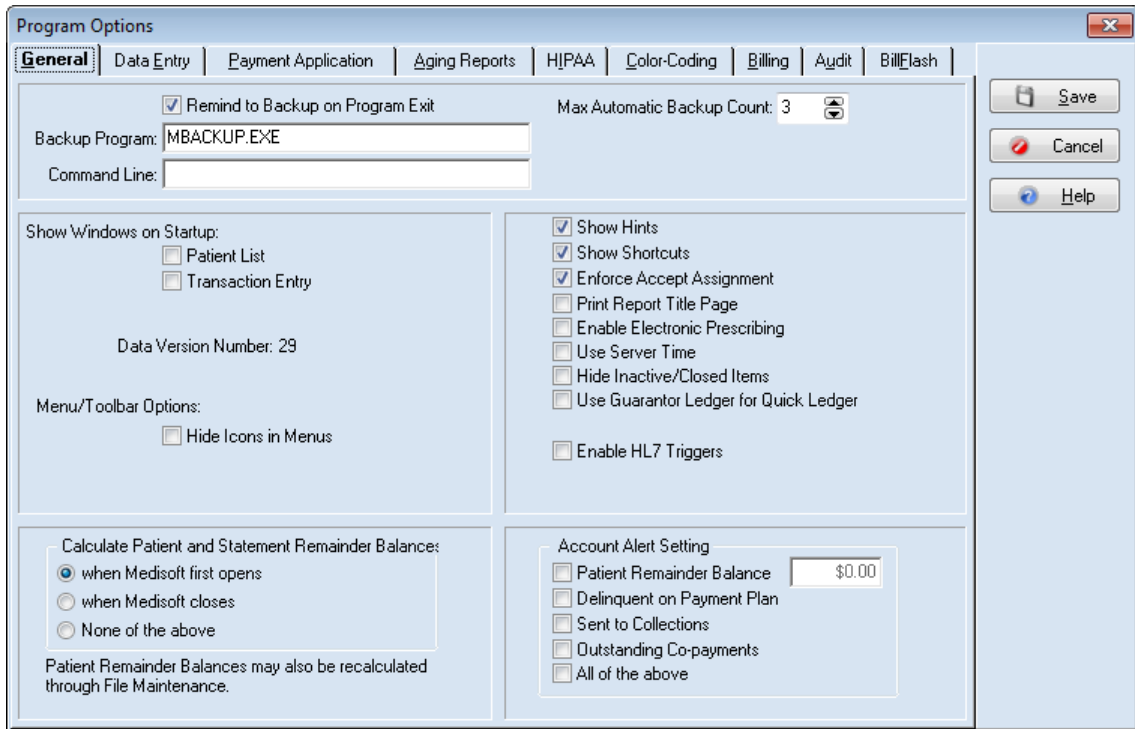 Program Options
General Data Entry Payment Application Aging Reports HIPAA Color-Coding Billing Audit BillFlash
Remind to Backup on Program Exit
Max Automatic Backup Count: 3
Backup Program: MBACKUP.EXE
Command Line:
Save
Cancel
Help
Show Windows on Startup:
Patient List
Transaction Entry
Data Version Number: 29
Menu/Toolbar Options:
Hide Icons in Menus
Show Hints
Show Shortcuts
Enforce Accept Assignment
Print Report Title Page
Enable Electronic Prescribing
Use Server Time
Hide Inactive/Closed Items
Use Guarantor Ledger for Quick Ledger
Enable HL7 Triggers
Calculate Patient and Statement Remainder Balances
when Medisoft first opens
when Medisoft closes
None of the above
Patient Remainder Balances may also be recalculated
through File Maintenance.
Account Alert Setting
Patient Remainder Balance $0.00
Delinquent on Payment Plan
Sent to Collections
Outstanding Co-payments
All of the above